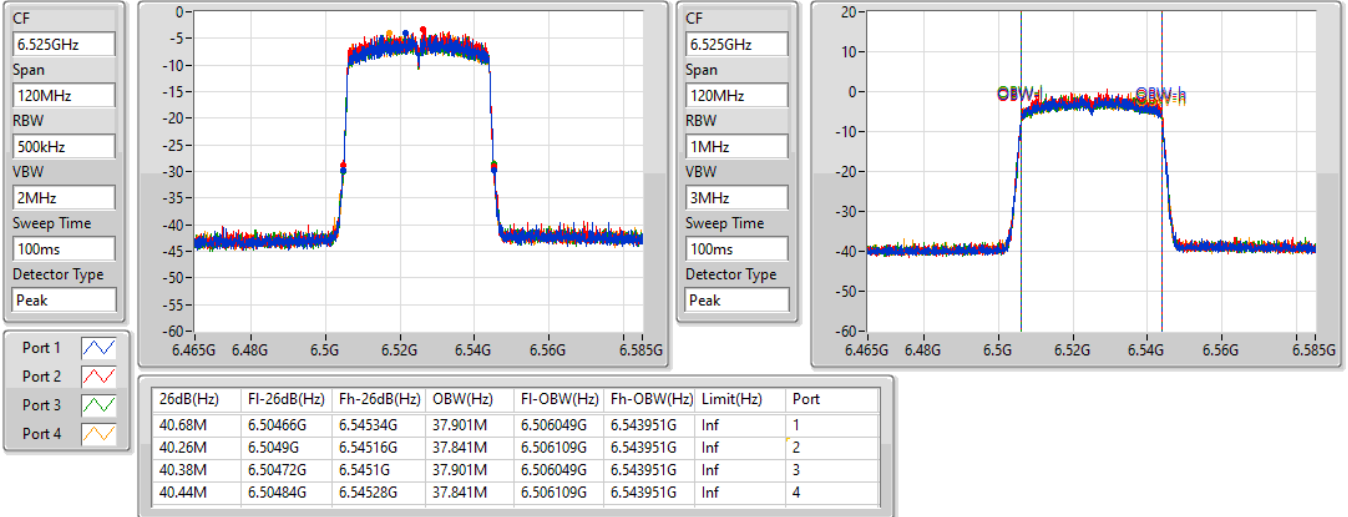 CF
6.525GHz
Span
120MHz
RBW
500kHz
VBW
2MHz
Sweep Time
100ms
Detector Type
Peak
0
-5
-10
-15
-20
-25
-30
-35
-40
-45
-50
-55
-60
6.465G 6.48G 6.5G 6.52G 6.54G 6.56G 6.585G
CF
6.525GHz
Span
120MHz
RBW
1MHz
VBW
3MHz
Sweep Time
100ms
Detector Type
Peak
20
10
0
-10
-20
-30
-40
-50
-60
OBW-l OBW-h
6.465G 6.48G 6.5G 6.52G 6.54G 6.56G 6.585G
Port 1
Port 2
Port 3
Port 4
26dB(Hz) Fl-26dB(Hz) Fh-26dB(Hz) OBW(Hz) Fl-OBW(Hz) Fh-OBW(Hz) Limit(Hz) Port
40.68M 6.50466G 6.54534G 37.901M 6.506049G 6.543951G Inf 1
40.26M 6.5049G 6.54516G 37.841M 6.506109G 6.543951G Inf 2
40.38M 6.50472G 6.5451G 37.901M 6.506049G 6.543951G Inf 3
40.44M 6.50484G 6.54528G 37.841M 6.506109G 6.543951G Inf 4